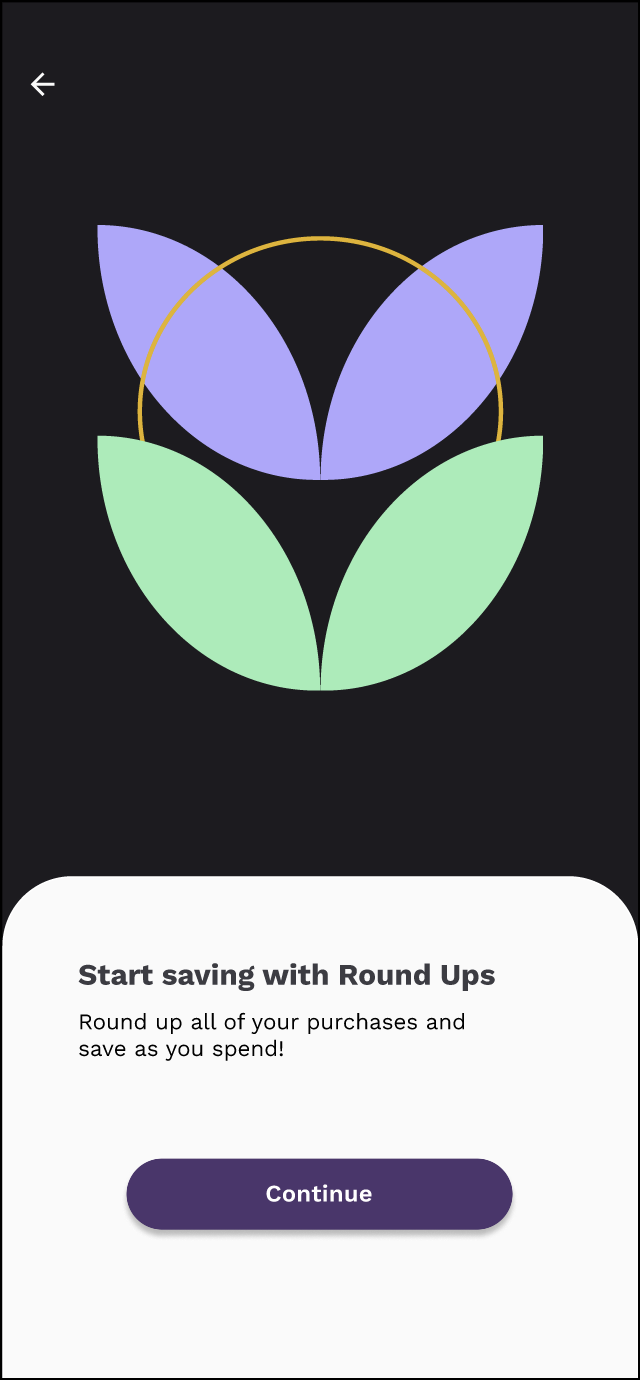 Start saving with Round Ups
Round up all of your purchases and
save as you spend!
Continue